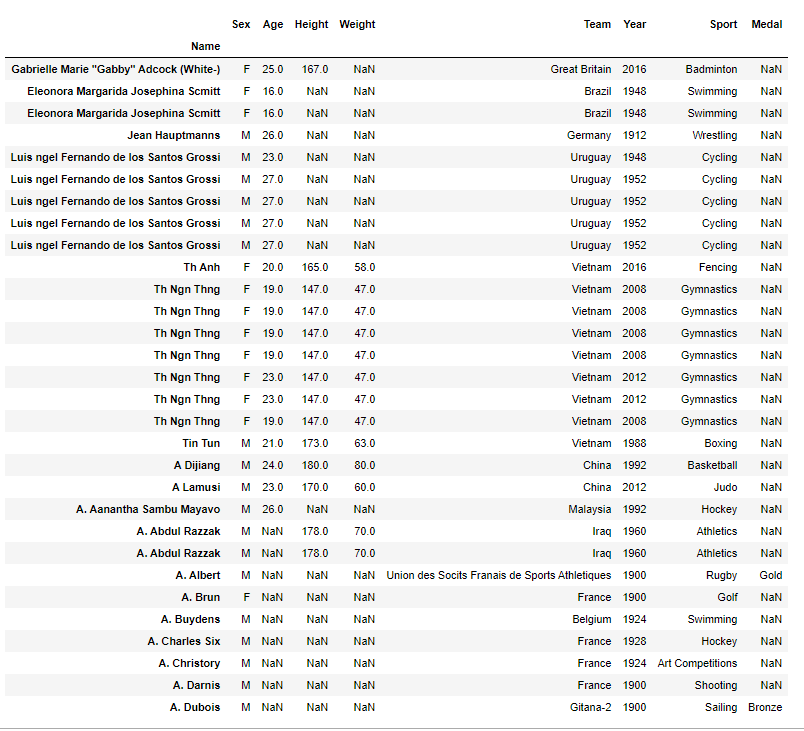 Sex Age Height Weight Team Year Sport Medal
Name
Gabrielle Marie "Gabby" Adcock (White-) F 25.0 167.0 NaN Great Britain 2016 Badminton NaN
Eleonora Margarida Josephina Scmitt F 16.0 NaN NaN Brazil 1948 Swimming NaN
Eleonora Margarida Josephina Scmitt F 16.0 NaN NaN Brazil 1948 Swimming NaN
Jean Hauptmanns M 26.0 NaN NaN Germany 1912 Wrestling NaN
Luis ngel Fernando de los Santos Grossi M 23.0 NaN NaN Uruguay 1948 Cycling NaN
Luis ngel Fernando de los Santos Grossi M 27.0 NaN NaN Uruguay 1952 Cycling NaN
Luis ngel Fernando de los Santos Grossi M 27.0 NaN NaN Uruguay 1952 Cycling NaN
Luis ngel Fernando de los Santos Grossi M 27.0 NaN NaN Uruguay 1952 Cycling NaN
Luis ngel Fernando de los Santos Grossi M 27.0 NaN NaN Uruguay 1952 Cycling NaN
Th Anh F 20.0 165.0 58.0 Vietnam 2016 Fencing NaN
Th Ngn Thng F 19.0 147.0 47.0 Vietnam 2008 Gymnastics NaN
Th Ngn Thng F 19.0 147.0 47.0 Vietnam 2008 Gymnastics NaN
Th Ngn Thng F 19.0 147.0 47.0 Vietnam 2008 Gymnastics NaN
Th Ngn Thng F 19.0 147.0 47.0 Vietnam 2008 Gymnastics NaN
Th Ngn Thng F 23.0 147.0 47.0 Vietnam 2012 Gymnastics NaN
Th Ngn Thng F 23.0 147.0 47.0 Vietnam 2012 Gymnastics NaN
Th Ngn Thng F 19.0 147.0 47.0 Vietnam 2008 Gymnastics NaN
Tin Tun M 21.0 173.0 63.0 Vietnam 1988 Boxing NaN
A Dijiang M 24.0 180.0 80.0 China 1992 Basketball NaN
A Lamusi M 23.0 170.0 60.0 China 2012 Judo NaN
A. Aanantha Sambu Mayavo M 26.0 NaN NaN Malaysia 1992 Hockey NaN
A. Abdul Razzak M NaN 178.0 70.0 Iraq 1960 Athletics NaN
A. Abdul Razzak M NaN 178.0 70.0 Iraq 1960 Athletics NaN
A. Albert M NaN NaN NaN Union des Socits Franais de Sports Athletiques 1900 Rugby Gold
A. Brun F NaN NaN NaN France 1900 Golf NaN
A. Buydens M NaN NaN NaN Belgium 1924 Swimming NaN
A. Charles Six M NaN NaN NaN France 1928 Hockey NaN
A. Christory M NaN NaN NaN France 1924 Art Competitions NaN
A. Darnis M NaN NaN NaN France 1900 Shooting NaN
A. Dubois M NaN NaN NaN Gitana-2 1900 Sailing Bronze